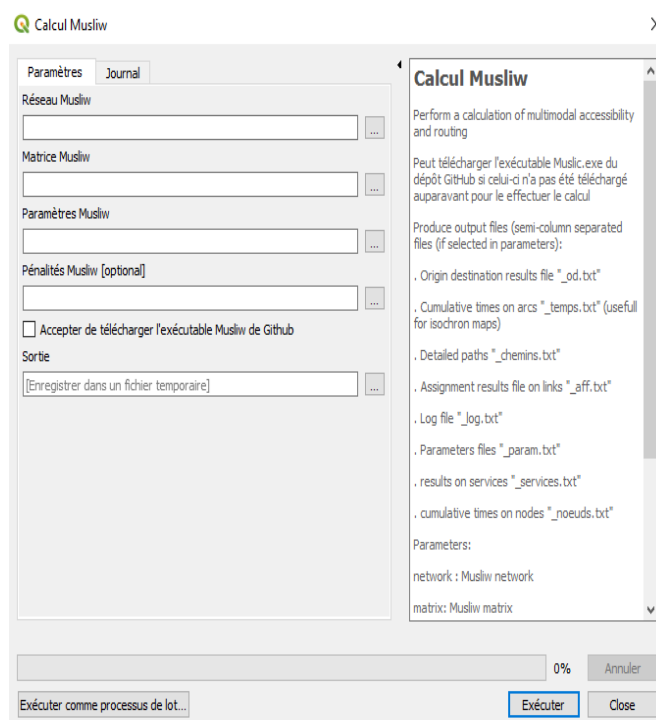 Calcul Musliw
Paramètres
Journal
Réseau Musliw
...
Matrice Musliw
...
Paramètres Musliw
...
Pénalités Musliw [optional]
...
Accepter de télécharger l'exécutable Musliw de Github
Sortie
[Enregistrer dans un fichier temporaire]
...
Calcul Musliw
Perform a calculation of multimodal accessibility
and routing
Peut télécharger l'exécutable Muslic.exe du
dépôt GitHub si celui-ci n'a pas été téléchargé
auparavant pour le effectuer le calcul
Produce output files (semi-column separated
files (if selected in parameters):
. Origin destination results file "_od.txt"
. Cumulative times on arcs "_temps.txt" (usefull
for isochron maps)
. Detailed paths "_chemins.txt"
. Assignment results file on links "_aff.txt"
. Log file "_log.txt"
. Parameters files "_param.txt"
. results on services "_services.txt"
. cumulative times on nodes "_noeuds.txt"
Parameters:
network : Musliw network
matrix: Musliw matrix
0%
Annuler
Exécuter comme processus de lot...
Exécuter
Close